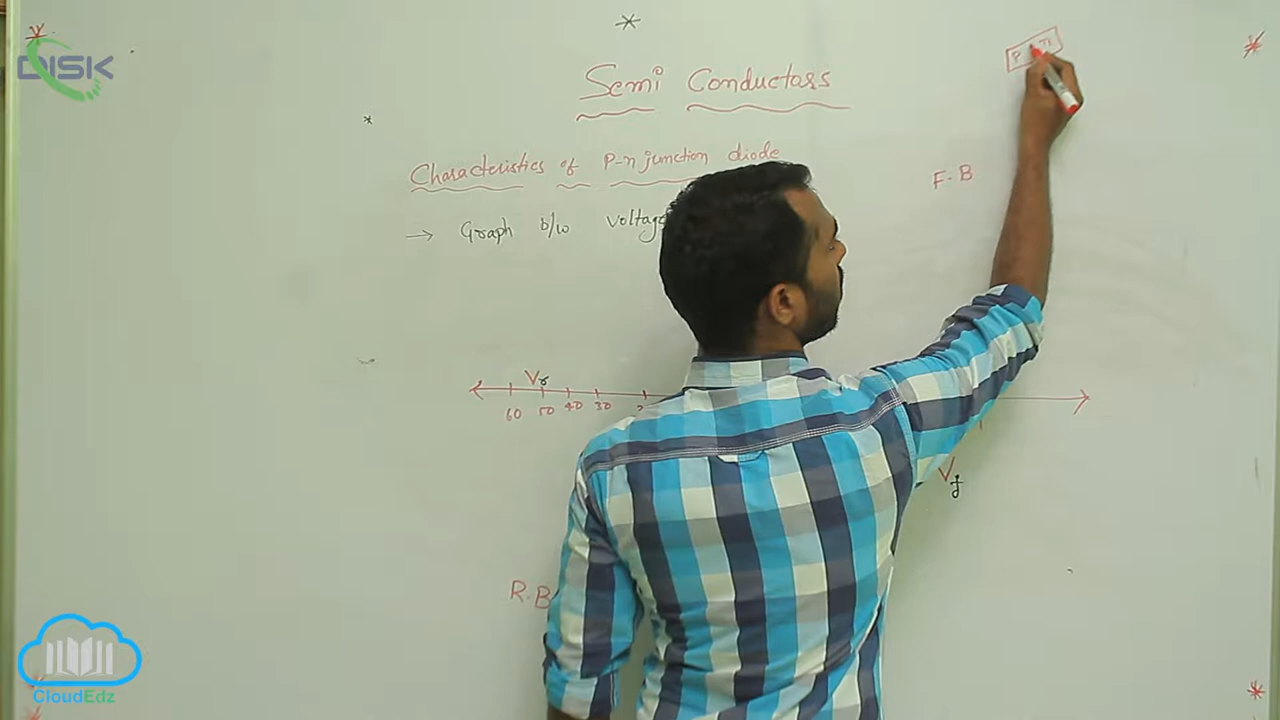 DISK
Semi Conductors
Characteristics of P-n junction diode
→ Graph b/w voltage
F.B
P n
Vr
60 50 40 30
Vf
R.B
CloudEdz